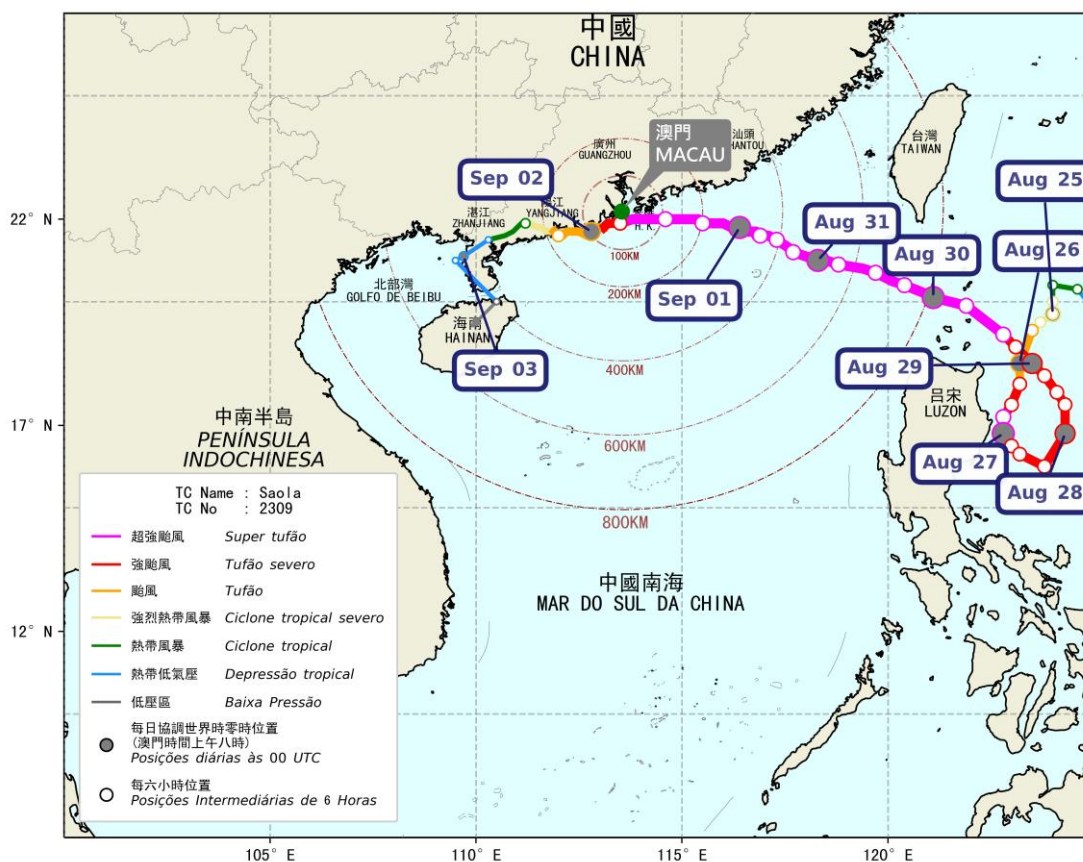 中國
CHINA
澳門
MACAU
汕頭
HANTOU
廣州
GUANGZHOU
台灣
TAIWAN
Aug 25
Sep 02
江
YANGJIANG
湛江
ZHANJIANG
H. K.
22° N
Aug 31
Aug 26
Aug 30
100KM
200KM
Sep 01
北部灣
GOLFO DE BEIBU
海南
HAINAN
Sep 03
400KM
Aug 29
呂宋
LUZON
中南半島
PENÍNSULA
INDOCHINESA
17° N
600KM
Aug 27
Aug 28
800KM
TC Name : Saola
TC No : 2309
超強颱風 Super tufão
強颱風 Tufão severo
颱風 Tufão
強烈熱帶風暴 Ciclone tropical severo
熱帶風暴 Ciclone tropical
熱帶低氣壓 Depressão tropical
低壓區 Baixa Pressão
每日協調世界時零時位置
(澳門時間上午八時)
Posições diárias às 00 UTC
每六小時位置
Posições Intermediárias de 6 Horas
中國南海
MAR DO SUL DA CHINA
12° N
105° E
110° E
115° E
120° E